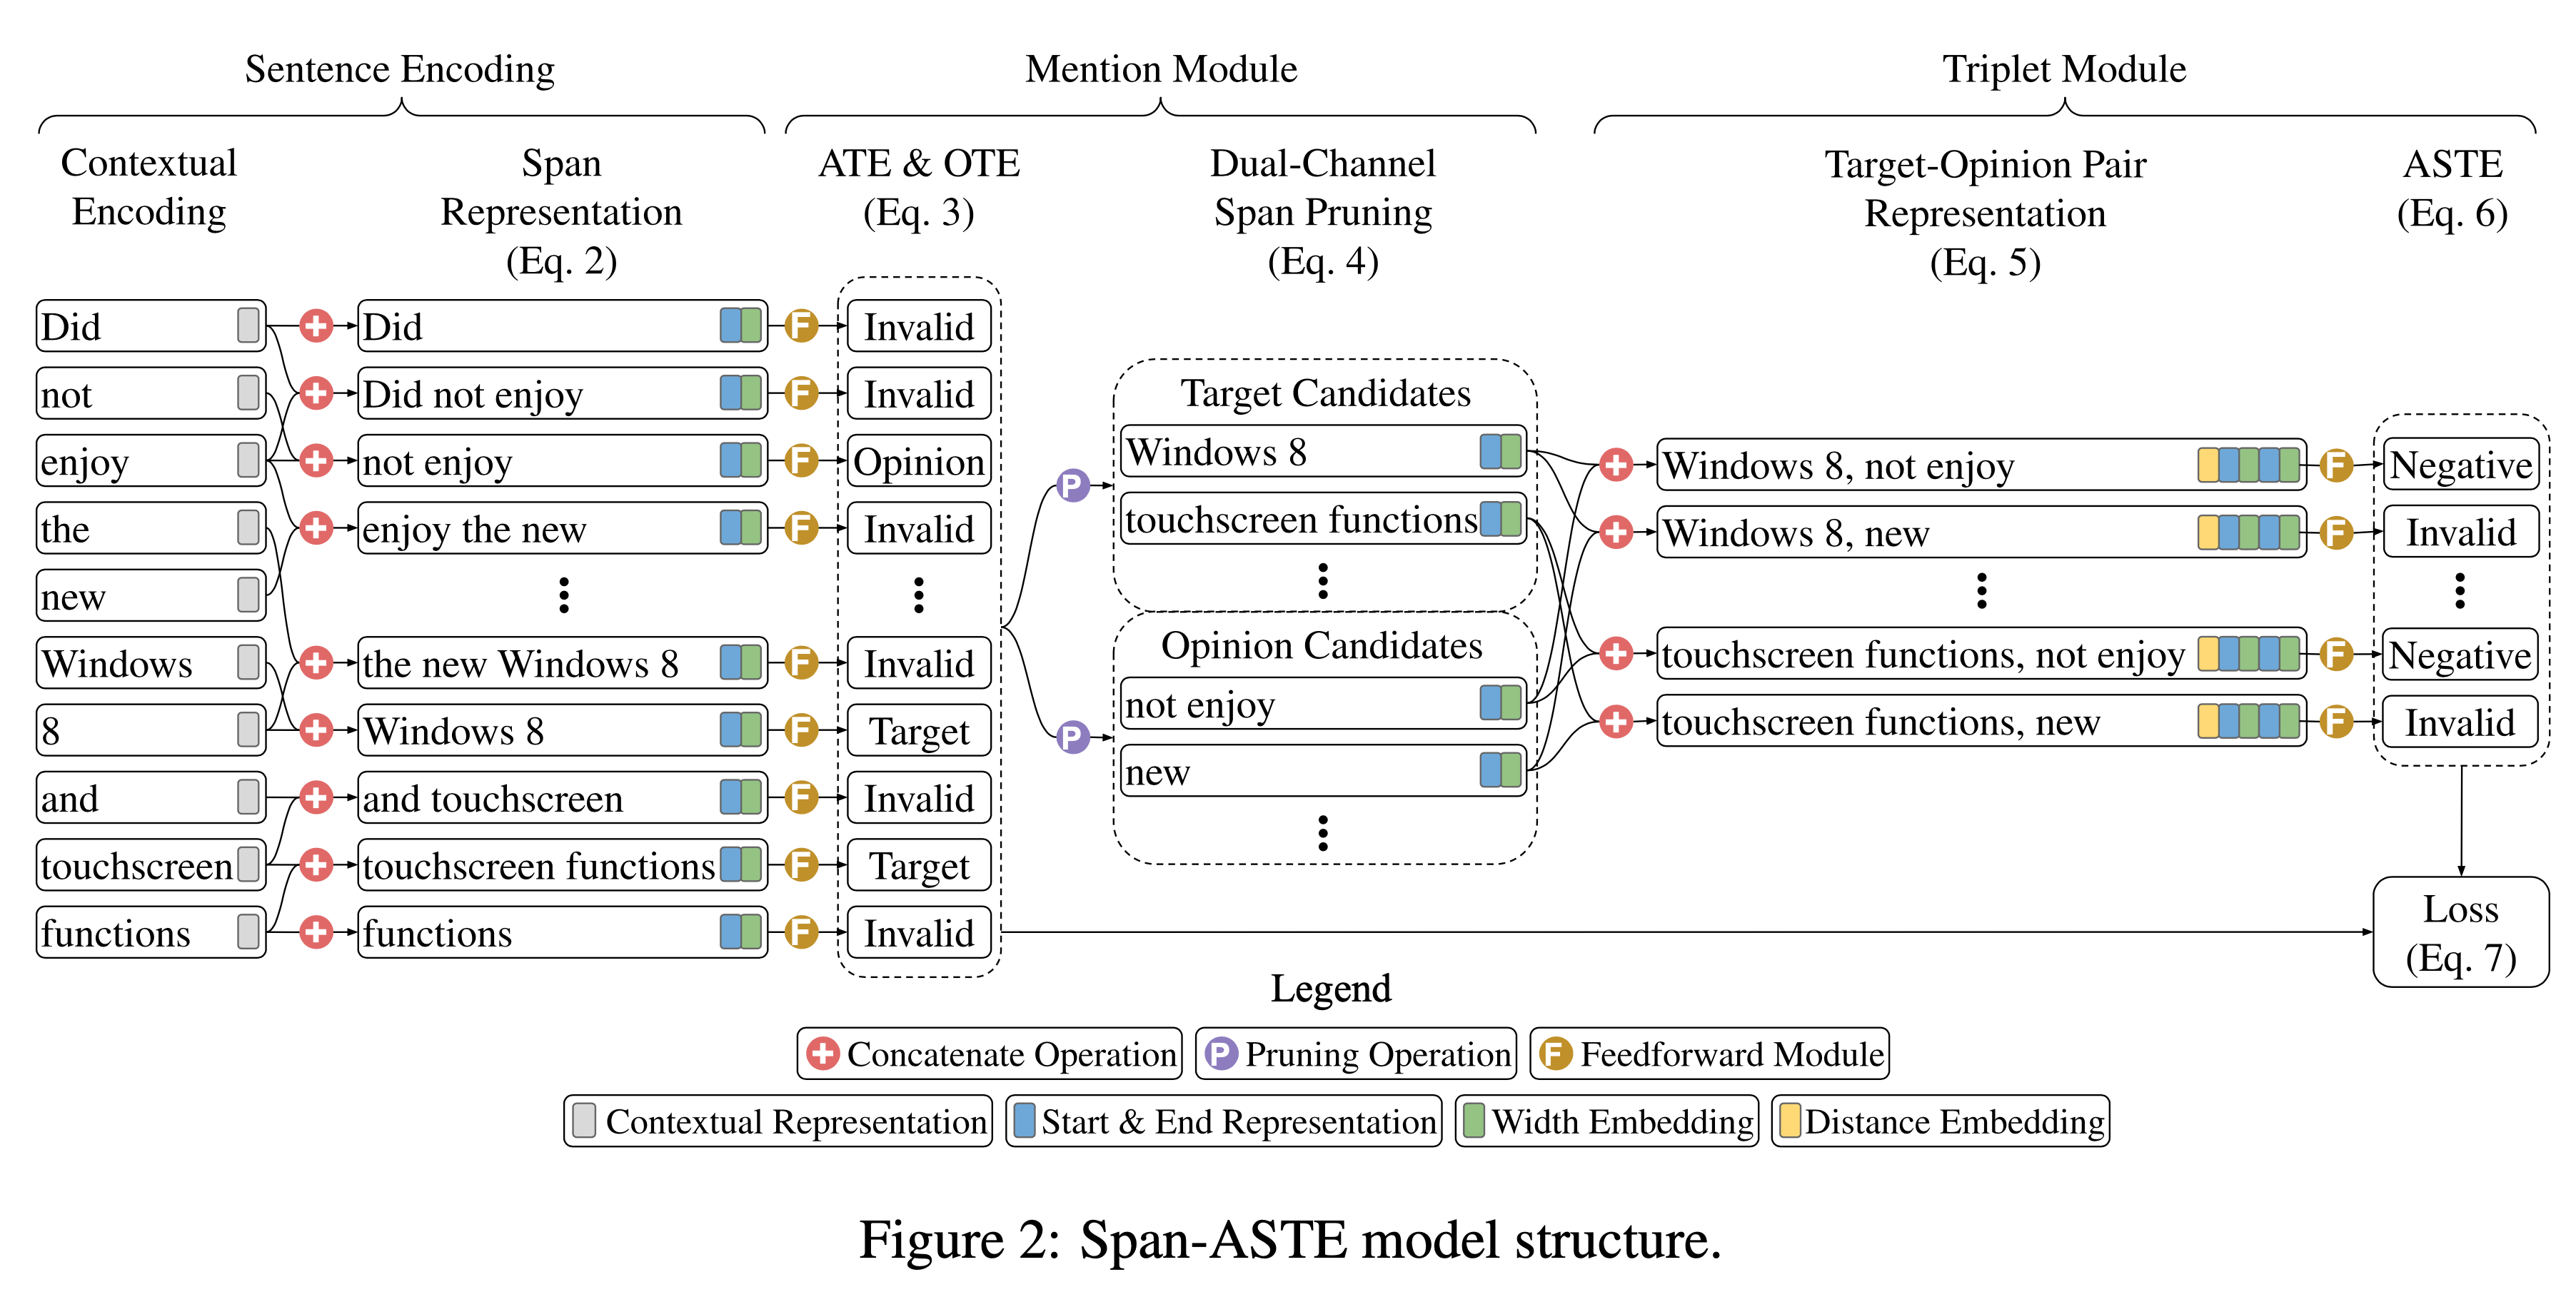 Sentence Encoding
Mention Module
Triplet Module
Contextual
Encoding
Span
Representation
(Eq. 2)
ATE & OTE
(Eq. 3)
Dual-Channel
Span Pruning
(Eq. 4)
Target-Opinion Pair
Representation
(Eq. 5)
ASTE
(Eq. 6)
Did
not
enjoy
the
new
Windows
8
and
touchscreen
functions
Did
Did not enjoy
not enjoy
enjoy the new
the new Windows 8
Windows 8
and touchscreen
touchscreen functions
functions
F
F
F
F
F
F
F
F
F
Invalid
Invalid
Opinion
Invalid
Invalid
Target
Invalid
Target
Invalid
P
P
Target Candidates
Windows 8
touchscreen functions
Opinion Candidates
not enjoy
new
Windows 8, not enjoy
Windows 8, new
touchscreen functions, not enjoy
touchscreen functions, new
F
F
F
F
Negative
Invalid
Negative
Invalid
Loss
(Eq. 7)
Legend
Concatenate Operation
P Pruning Operation
F Feedforward Module
Contextual Representation
Start & End Representation
Width Embedding
Distance Embedding
Figure 2: Span-ASTE model structure.